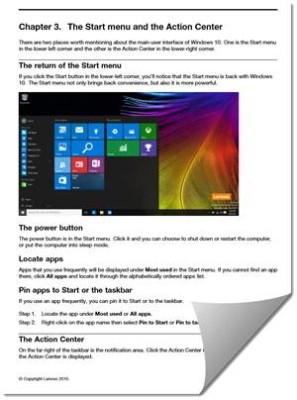 Chapter 3. The Start menu and the Action Center
There are two places worth mentioning about the main user interface of Windows 10. One is the Start menu
in the lower left corner and the other is the Action Center in the lower right corner.
The return of the Start menu
If you click the Start button in the lower-left corner, you'll notice that the Start menu is back with Windows
10. The Start menu not only brings back convenience, but also it is more powerful.
The power button
The power button is in the Start menu. Click it and you can choose to shut down or restart the computer,
or put the computer into sleep mode.
Locate apps
Apps that you use frequently will be displayed under Most used in the Start menu. If you cannot find an app
there, click All apps and locate it through the alphabetically ordered apps list.
Pin apps to Start or the taskbar
If you use an app frequently, you can pin it to Start or to the taskbar.
Step 1. Locate the app under Most used or All apps.
Step 2. Right-click on the app name then select Pin to Start or Pin to
The Action Center
On the far right of the taskbar is the notification area. Click the Action Center
the Action Center is displayed.
© Copyright Lenovo 2015.